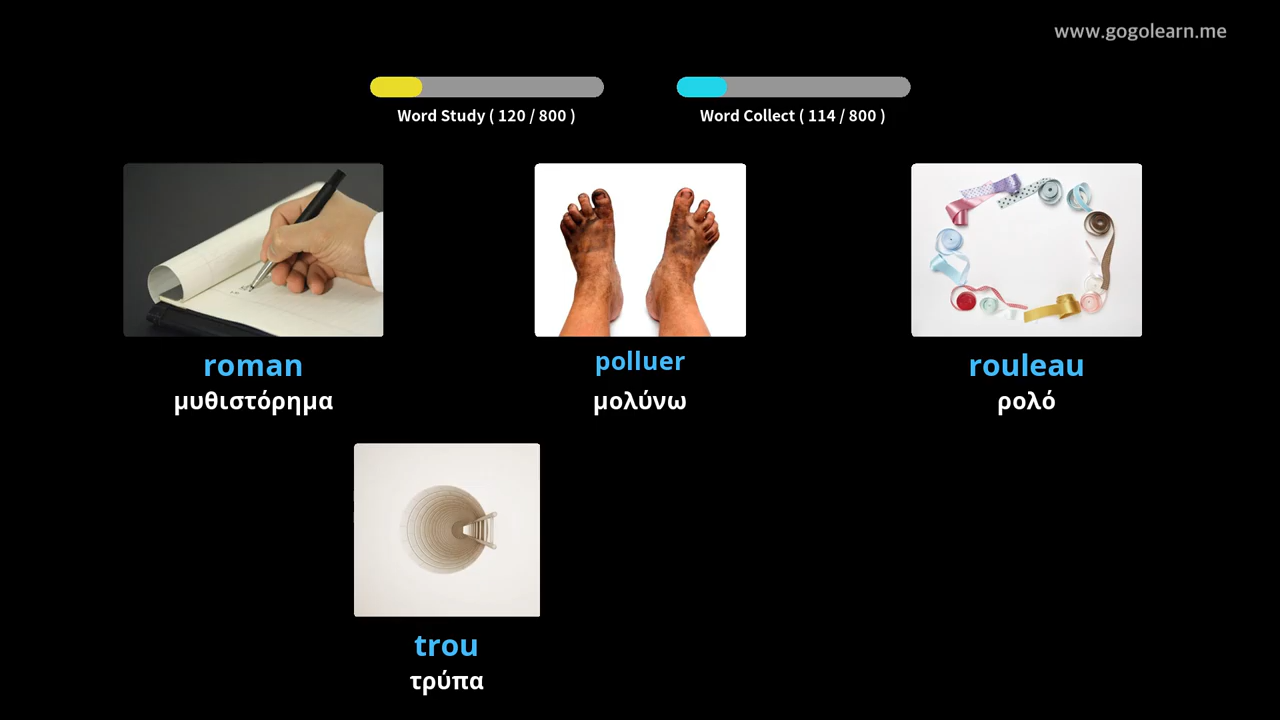 www.gogolearn.me
Word Study ( 120 / 800 )
Word Collect ( 114 / 800 )
roman
μυθιστόρημα
polluer
μολύνω
rouleau
ρολό
trou
τρύπα